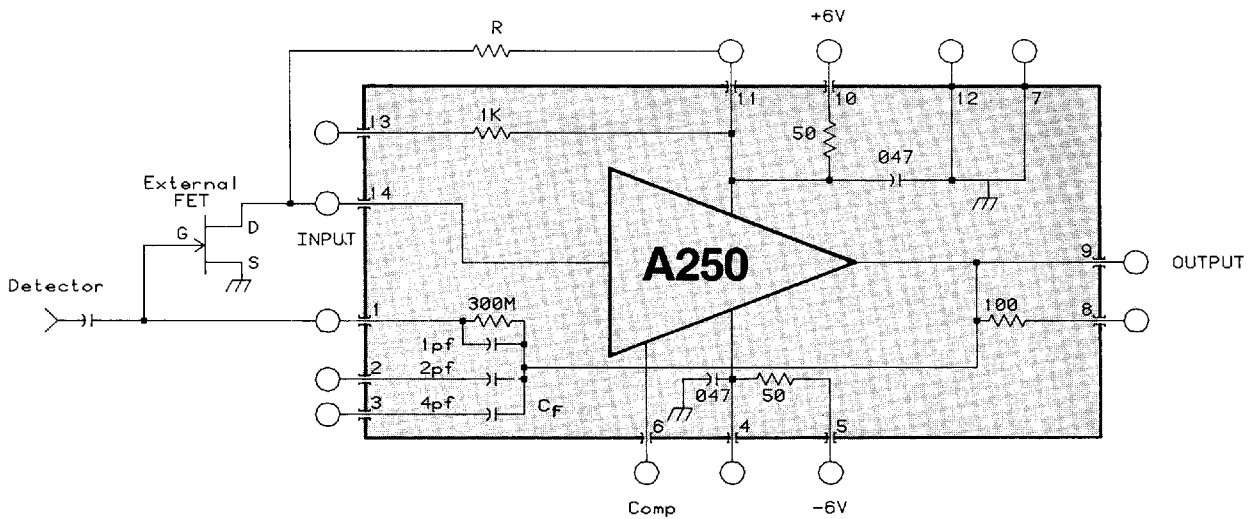 R
+6V
11
10
12
7
13
1K
50
047
External
FET
14
G
D
S
INPUT
A250
9
OUTPUT
Detector
1
300M
100
8
1pf
2
2pf
3
4pf
CF
047
50
6
4
5
Comp
-6V